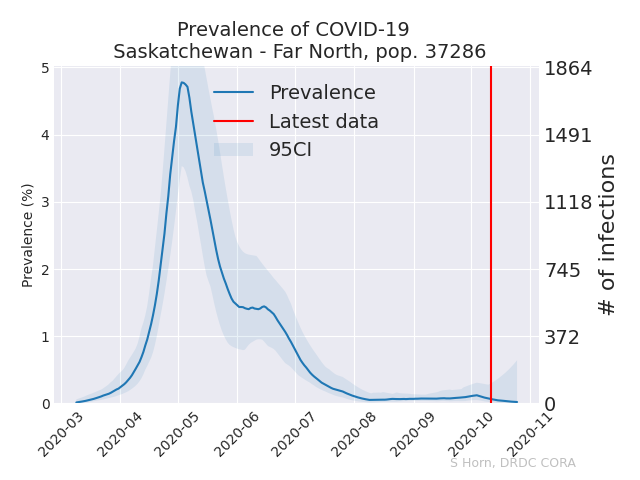 Prevalence of COVID-19
Saskatchewan - Far North, pop. 37286
Prevalence
Latest data
95CI
Prevalence (%)
5
4
3
2
1
0
1864
1491
1118
745
372
0
# of infections
2020-03
2020-04
2020-05
2020-06
2020-07
2020-08
2020-09
2020-10
2020-11
S Horn, DRDC CORA